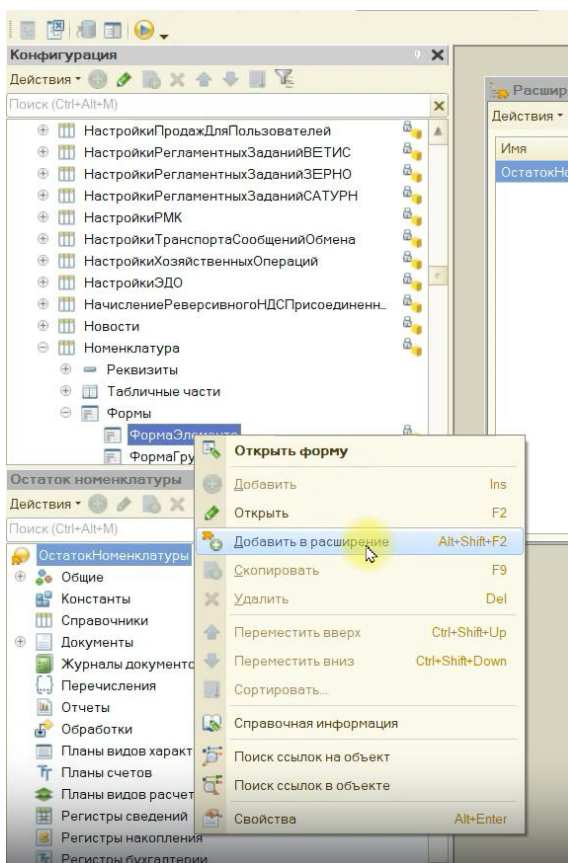 Конфигурация
Действия
Поиск (Ctrl+Alt+M)
НастройкиПродажДляПользователей
НастройкиРегламентныхЗаданийВЕТИС
НастройкиРегламентныхЗаданийЗЕРНО
НастройкиРегламентныхЗаданийСАТУРН
НастройкиРМК
НастройкиТранспортаСообщенийОбмена
НастройкиХозяйственныхОпераций
НастройкиЭДО
НачислениеРеверсивногоНДСПрисоединенн...
Новости
Номенклатура
Реквизиты
Табличные части
Формы
ФормаЭлемента
ФормаГру
Расшир
Действия
Имя
ОстатокНо
Остаток номенклатуры
Действия
Поиск (Ctrl+Alt+M)
ОстатокНоменклатуры
Общие
Константы
Справочники
Документы
Журналы документо
Перечисления
Отчеты
Обработки
Планы видов характ
Планы счетов
Планы видов расчет
Регистры сведений
Регистры накопления
Регистры бухгалтерии
Открыть форму
Добавить Ins
Открыть F2
Добавить в расширение Alt+Shift+F2
Скопировать F9
Удалить Del
Переместить вверх Ctrl+Shift+Up
Переместить вниз Ctrl+Shift+Down
Сортировать...
Справочная информация
Поиск ссылок на объект
Поиск ссылок в объекте
Свойства Alt+Enter